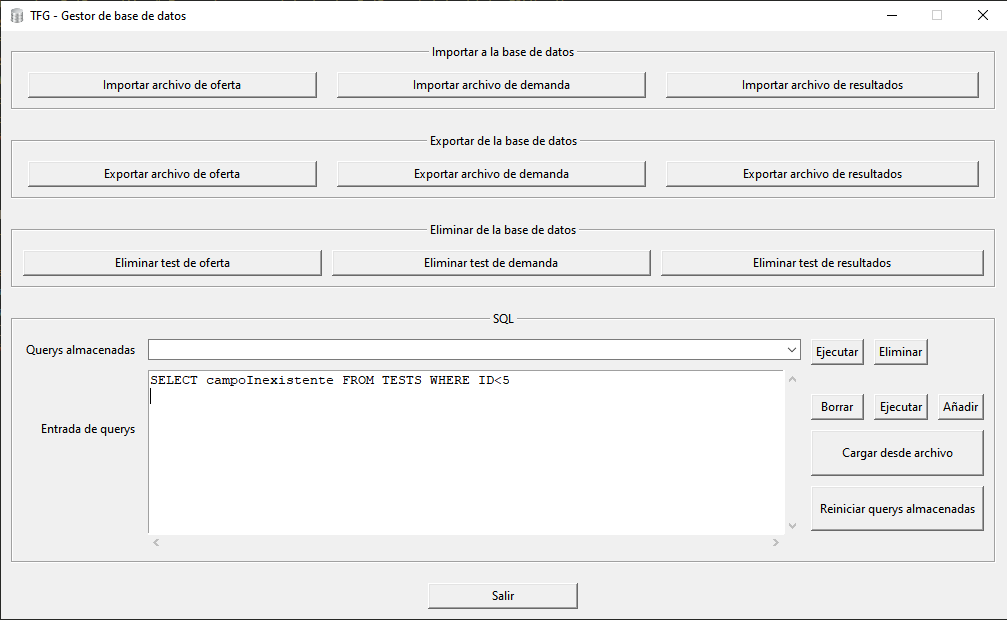 TFG - Gestor de base de datos
Importar a la base de datos
Importar archivo de oferta
Importar archivo de demanda
Importar archivo de resultados
Exportar de la base de datos
Exportar archivo de oferta
Exportar archivo de demanda
Exportar archivo de resultados
Eliminar de la base de datos
Eliminar test de oferta
Eliminar test de demanda
Eliminar test de resultados
SQL
Querys almacenadas
Ejecutar
Eliminar
SELECT campoInexistente FROM TESTS WHERE ID<5
Entrada de querys
Borrar
Ejecutar
Añadir
Cargar desde archivo
Reiniciar querys almacenadas
Salir